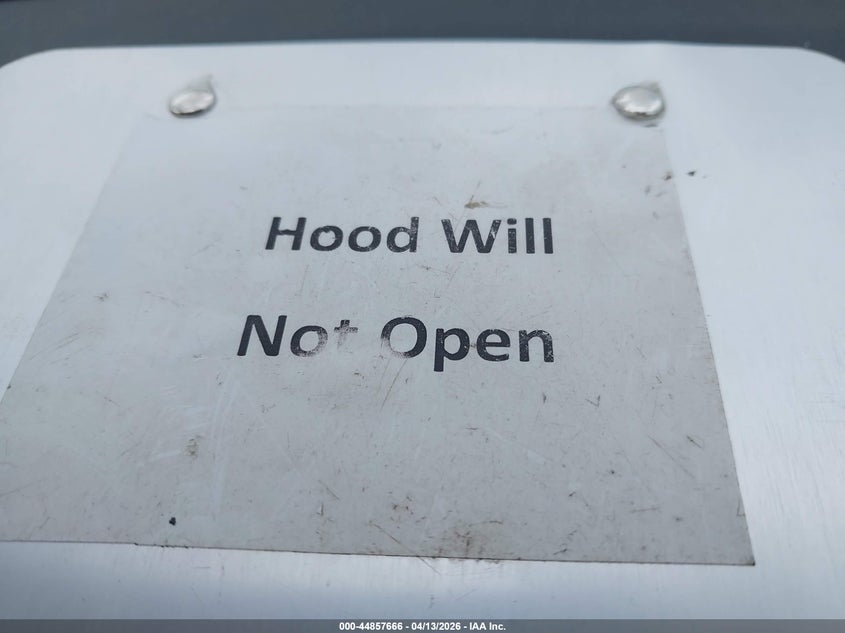 Hood Will
Not Open
000-44857666 - 04/13/2026 - IAA Inc.